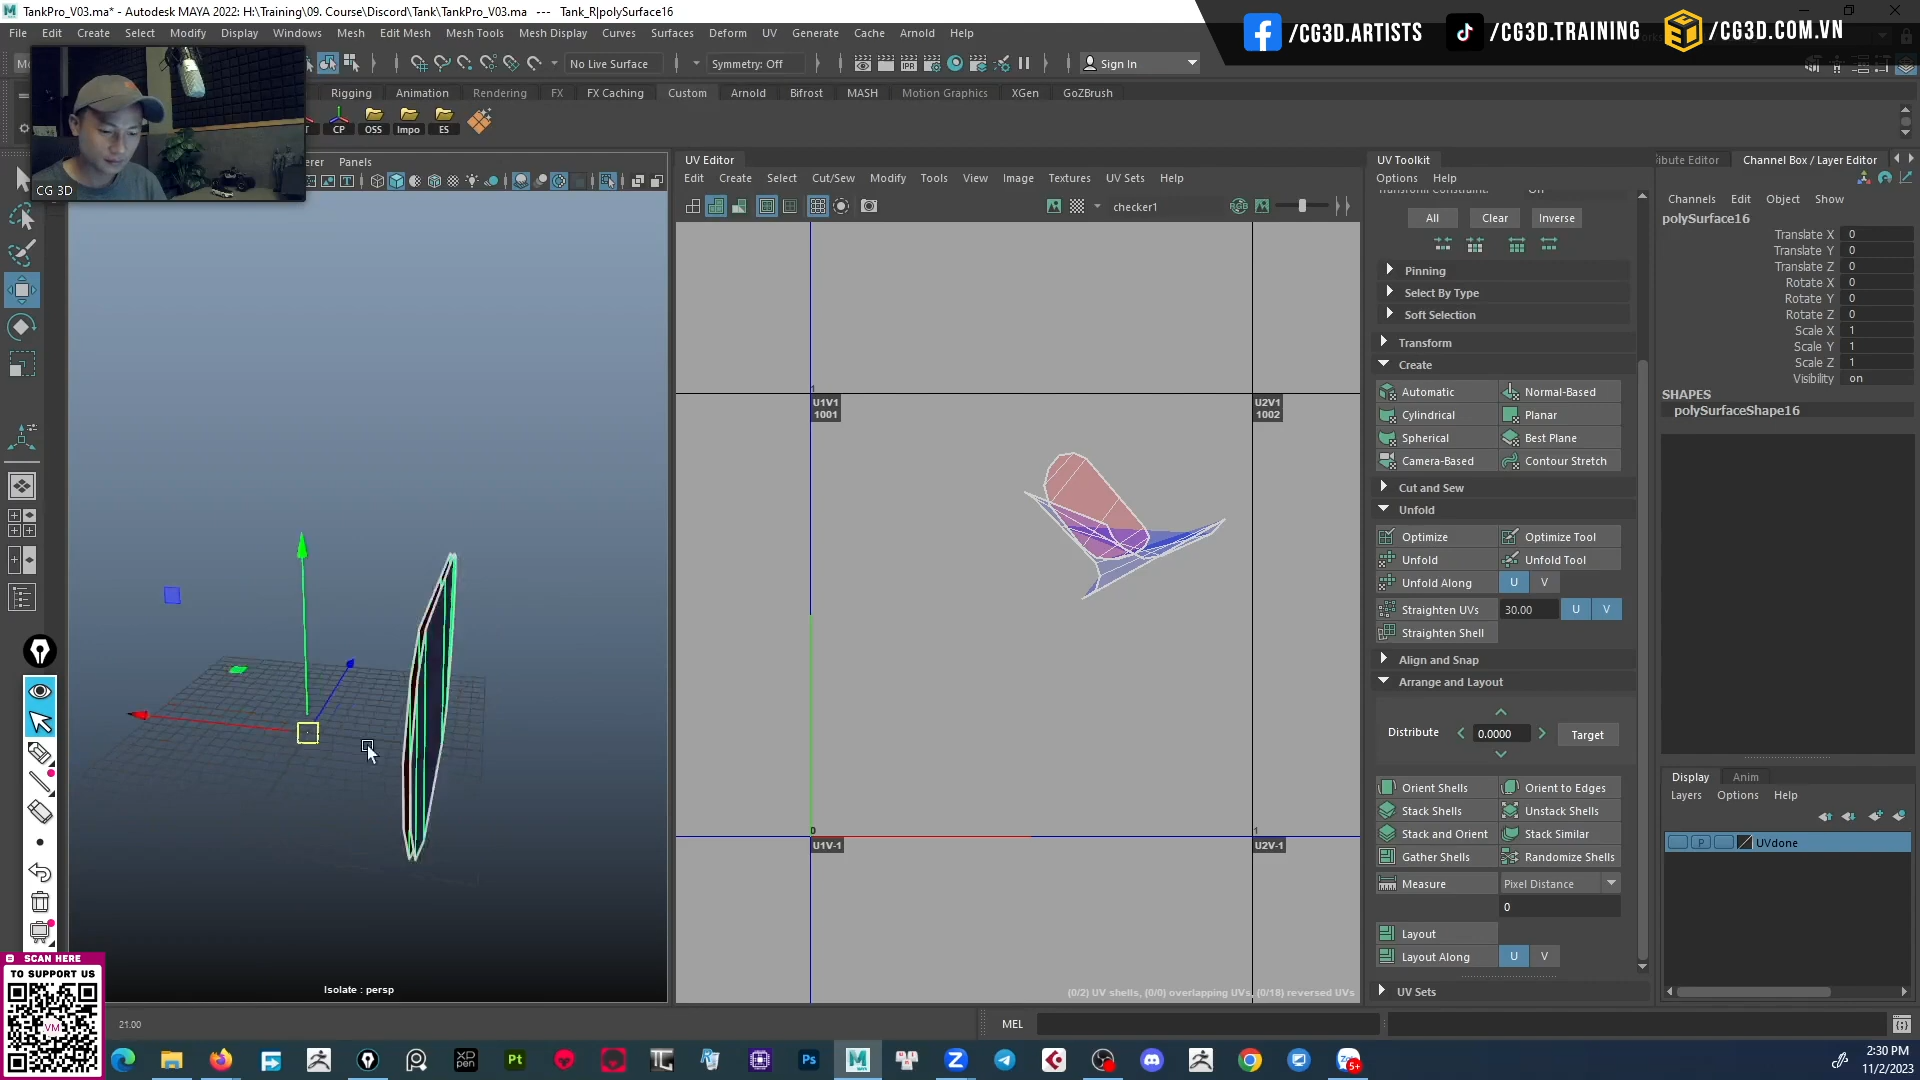 TankPro_V03.ma* - Autodesk MAYA 2022: H:\Training\09. Course\Discord\Tank\TankPro_V03.ma --- Tank_R|polySurface16
/CG3D.ARTISTS /CG3D.TRAINING /CG3D.COM.VN
File Edit Create Select Modify Display Windows Mesh Edit Mesh Mesh Tools Mesh Display Curves Surfaces Deform UV Generate Cache Arnold Help
No Live Surface Symmetry: Off IPR Sign In
Rigging Animation Rendering FX FX Caching Custom Arnold Bifrost MASH Motion Graphics XGen GoZBrush
CP OSS Impo ES
CG 3D
Panels
UV Editor
Edit Create Select Cut/Sew Modify Tools View Image Textures UV Sets Help
checker1
1
U1V1
1001
U2V1
1002
0
U1V-1
1
U2V-1
(0/2) UV shells, (0/0) overlapping UVs, (0/18) reversed UVs
Isolate : persp
UV Toolkit
Options Help
All Clear Inverse
Pinning
Select By Type
Soft Selection
Transform
Create
Automatic Normal-Based
Cylindrical Planar
Spherical Best Plane
Camera-Based Contour Stretch
Cut and Sew
Unfold
Optimize Optimize Tool
Unfold Unfold Tool
Unfold Along U V
Straighten UVs 30.00 U V
Straighten Shell
Align and Snap
Arrange and Layout
Distribute 0.0000 Target
Orient Shells Orient to Edges
Stack Shells Unstack Shells
Stack and Orient Stack Similar
Gather Shells Randomize Shells
Measure Pixel Distance
0
Layout
Layout Along U V
UV Sets
Channel Box / Layer Editor
Channels Edit Object Show
polySurface16
Translate X 0
Translate Y 0
Translate Z 0
Rotate X 0
Rotate Y 0
Rotate Z 0
Scale X 1
Scale Y 1
Scale Z 1
Visibility on
SHAPES
polySurfaceShape16
Display Anim
Layers Options Help
P UVdone
SCAN HERE
TO SUPPORT US
VM
21.00
MEL
Pt Ps
5+
2:30 PM
11/2/2023